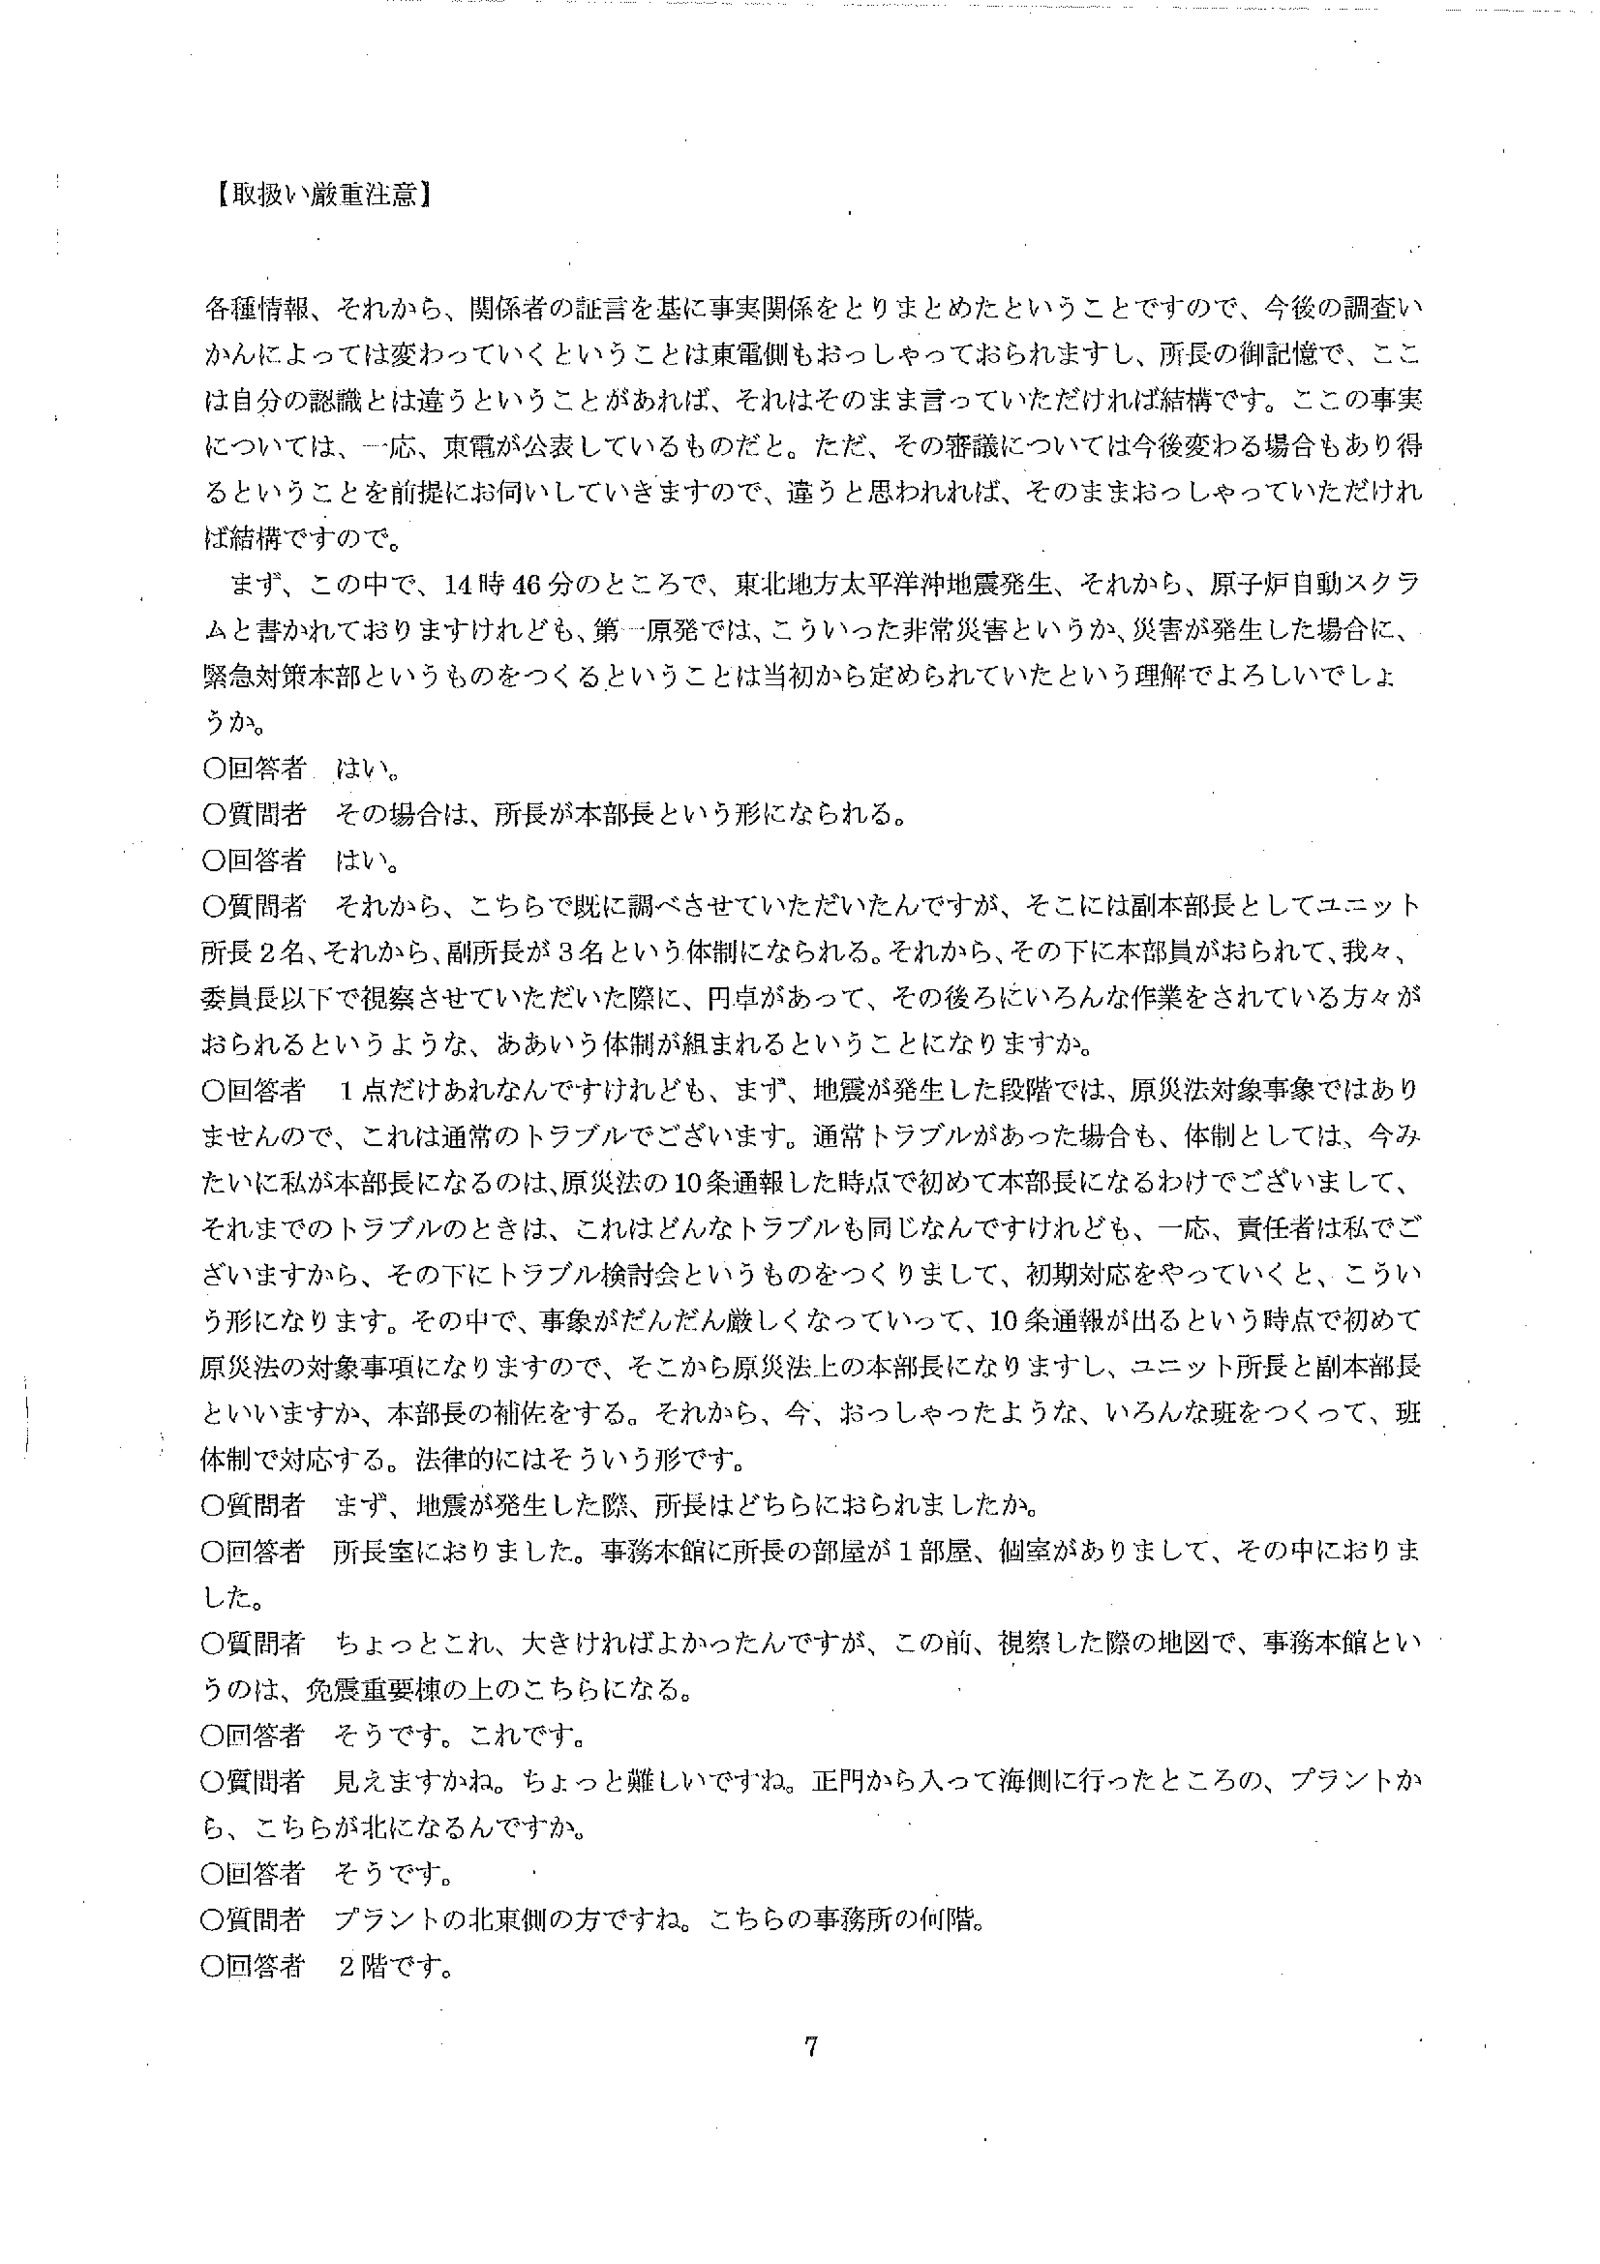 【取扱い厳重注意】
各種情報、それから、関係者の証言を基に事実関係をとりまとめたということですので、今後の調査い
かんによっては変わっていくということは東電側もおっしゃっておられますし、所長の御記憶で、ここ
は自分の認識とは違うということがあれば、それはそのまま言っていただければ結構です。ここの事実
については、一応、東電が公表しているものだと。ただ、その審議については今後変わる場合もあり得
るということを前提にお伺いしていきますので、違うと思われれば、そのままおっしゃっていただけれ
ば結構ですので。
　まず、この中で、14時46分のところで、東北地方太平洋沖地震発生、それから、原子炉自動スクラ
ムと書かれておりますけれども、第一原発では、こういった非常災害というか、災害が発生した場合に、
緊急対策本部というものをつくるということは当初から定められていたという理解でよろしいでしょ
うか。
○回答者　はい。
○質問者　その場合は、所長が本部長という形になられる。
○回答者　はい。
○質問者　それから、こちらで既に調べさせていただいたんですが、そこには副本部長としてユニット
所長2名、それから、副所長が3名という体制になられる。それから、その下に本部員がおられて、我々、
委員長以下で視察させていただいた際に、円卓があって、その後ろにいろんな作業をされている方々が
おられるというような、ああいう体制が組まれるということになりますか。
○回答者　1点だけあれなんですけれども、まず、地震が発生した段階では、原災法対象事象ではあり
ませんので、これは通常のトラブルでございます。通常トラブルがあった場合も、体制としては、今み
たいに私が本部長になるのは、原災法の10条通報した時点で初めて本部長になるわけでございまして、
それまでのトラブルのときは、これはどんなトラブルも同じなんですけれども、一応、責任者は私でご
ざいますから、その下にトラブル検討会というものをつくりまして、初期対応をやっていくと、こうい
う形になります。その中で、事象がだんだん厳しくなっていって、10条通報が出るという時点で初めて
原災法の対象事項になりますので、そこから原災法上の本部長になりますし、ユニット所長と副本部長
といいますか、本部長の補佐をする。それから、今、おっしゃったような、いろんな班をつくって、班
体制で対応する。法律的にはそういう形です。
○質問者　まず、地震が発生した際、所長はどちらにおられましたか。
○回答者　所長室におりました。事務本館に所長の部屋が1部屋、個室がありまして、その中におりま
した。
○質問者　ちょっとこれ、大きければよかったんですが、この前、視察した際の地図で、事務本館とい
うのは、免震重要棟の上のこちらになる。
○回答者　そうです。これです。
○質問者　見えますかね。ちょっと難しいですね。正門から入って海側に行ったところの、プラントか
ら、こちらが北になるんですか。
○回答者　そうです。
○質問者　プラントの北東側の方ですね。こちらの事務所の何階。
○回答者　2階です。
7